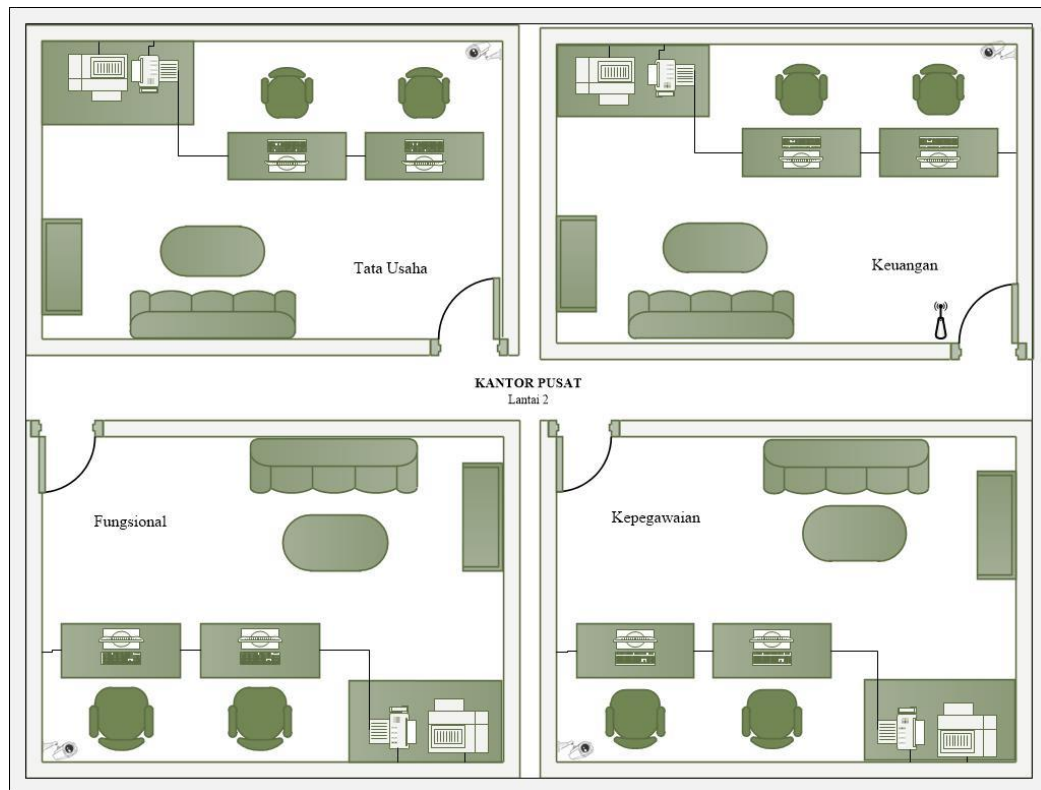 Tata Usaha
Keuangan
KANTOR PUSAT
Lantai 2
Fungsional
Kepegawaian